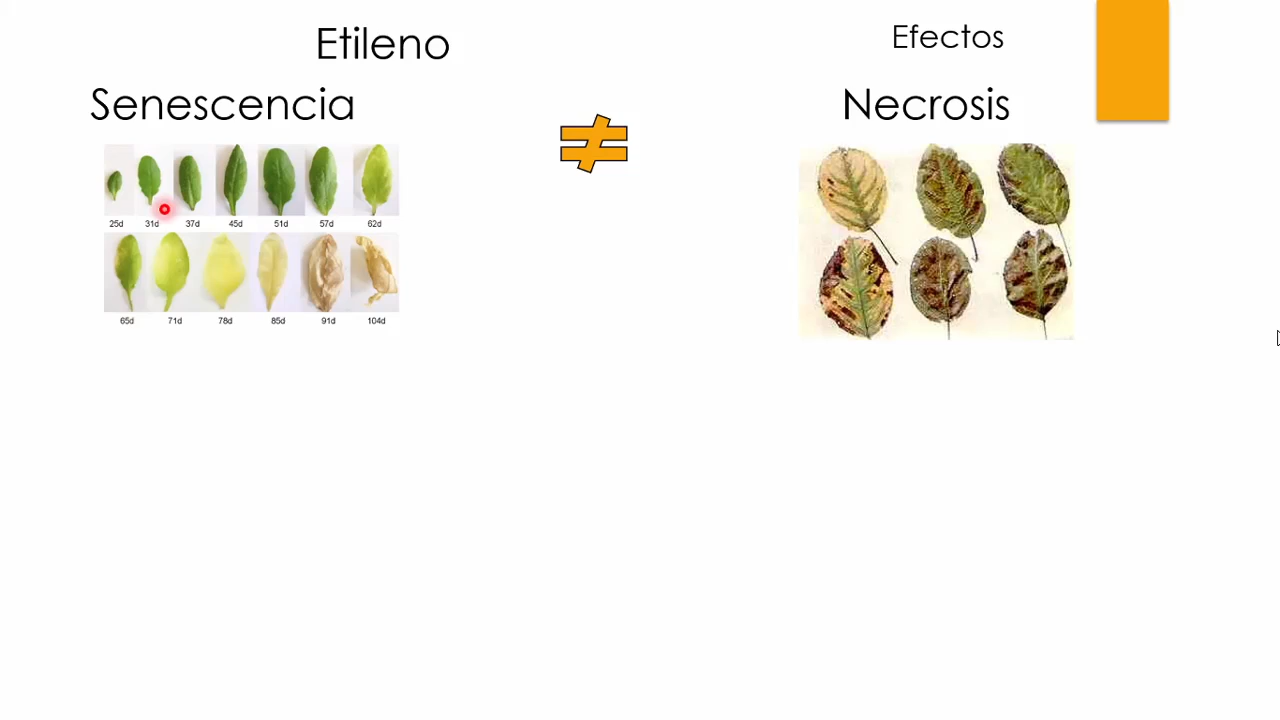 Etileno
Efectos
Senescencia
≠
Necrosis
25d 31d 37d 45d 51d 57d 62d
65d 71d 78d 85d 91d 104d